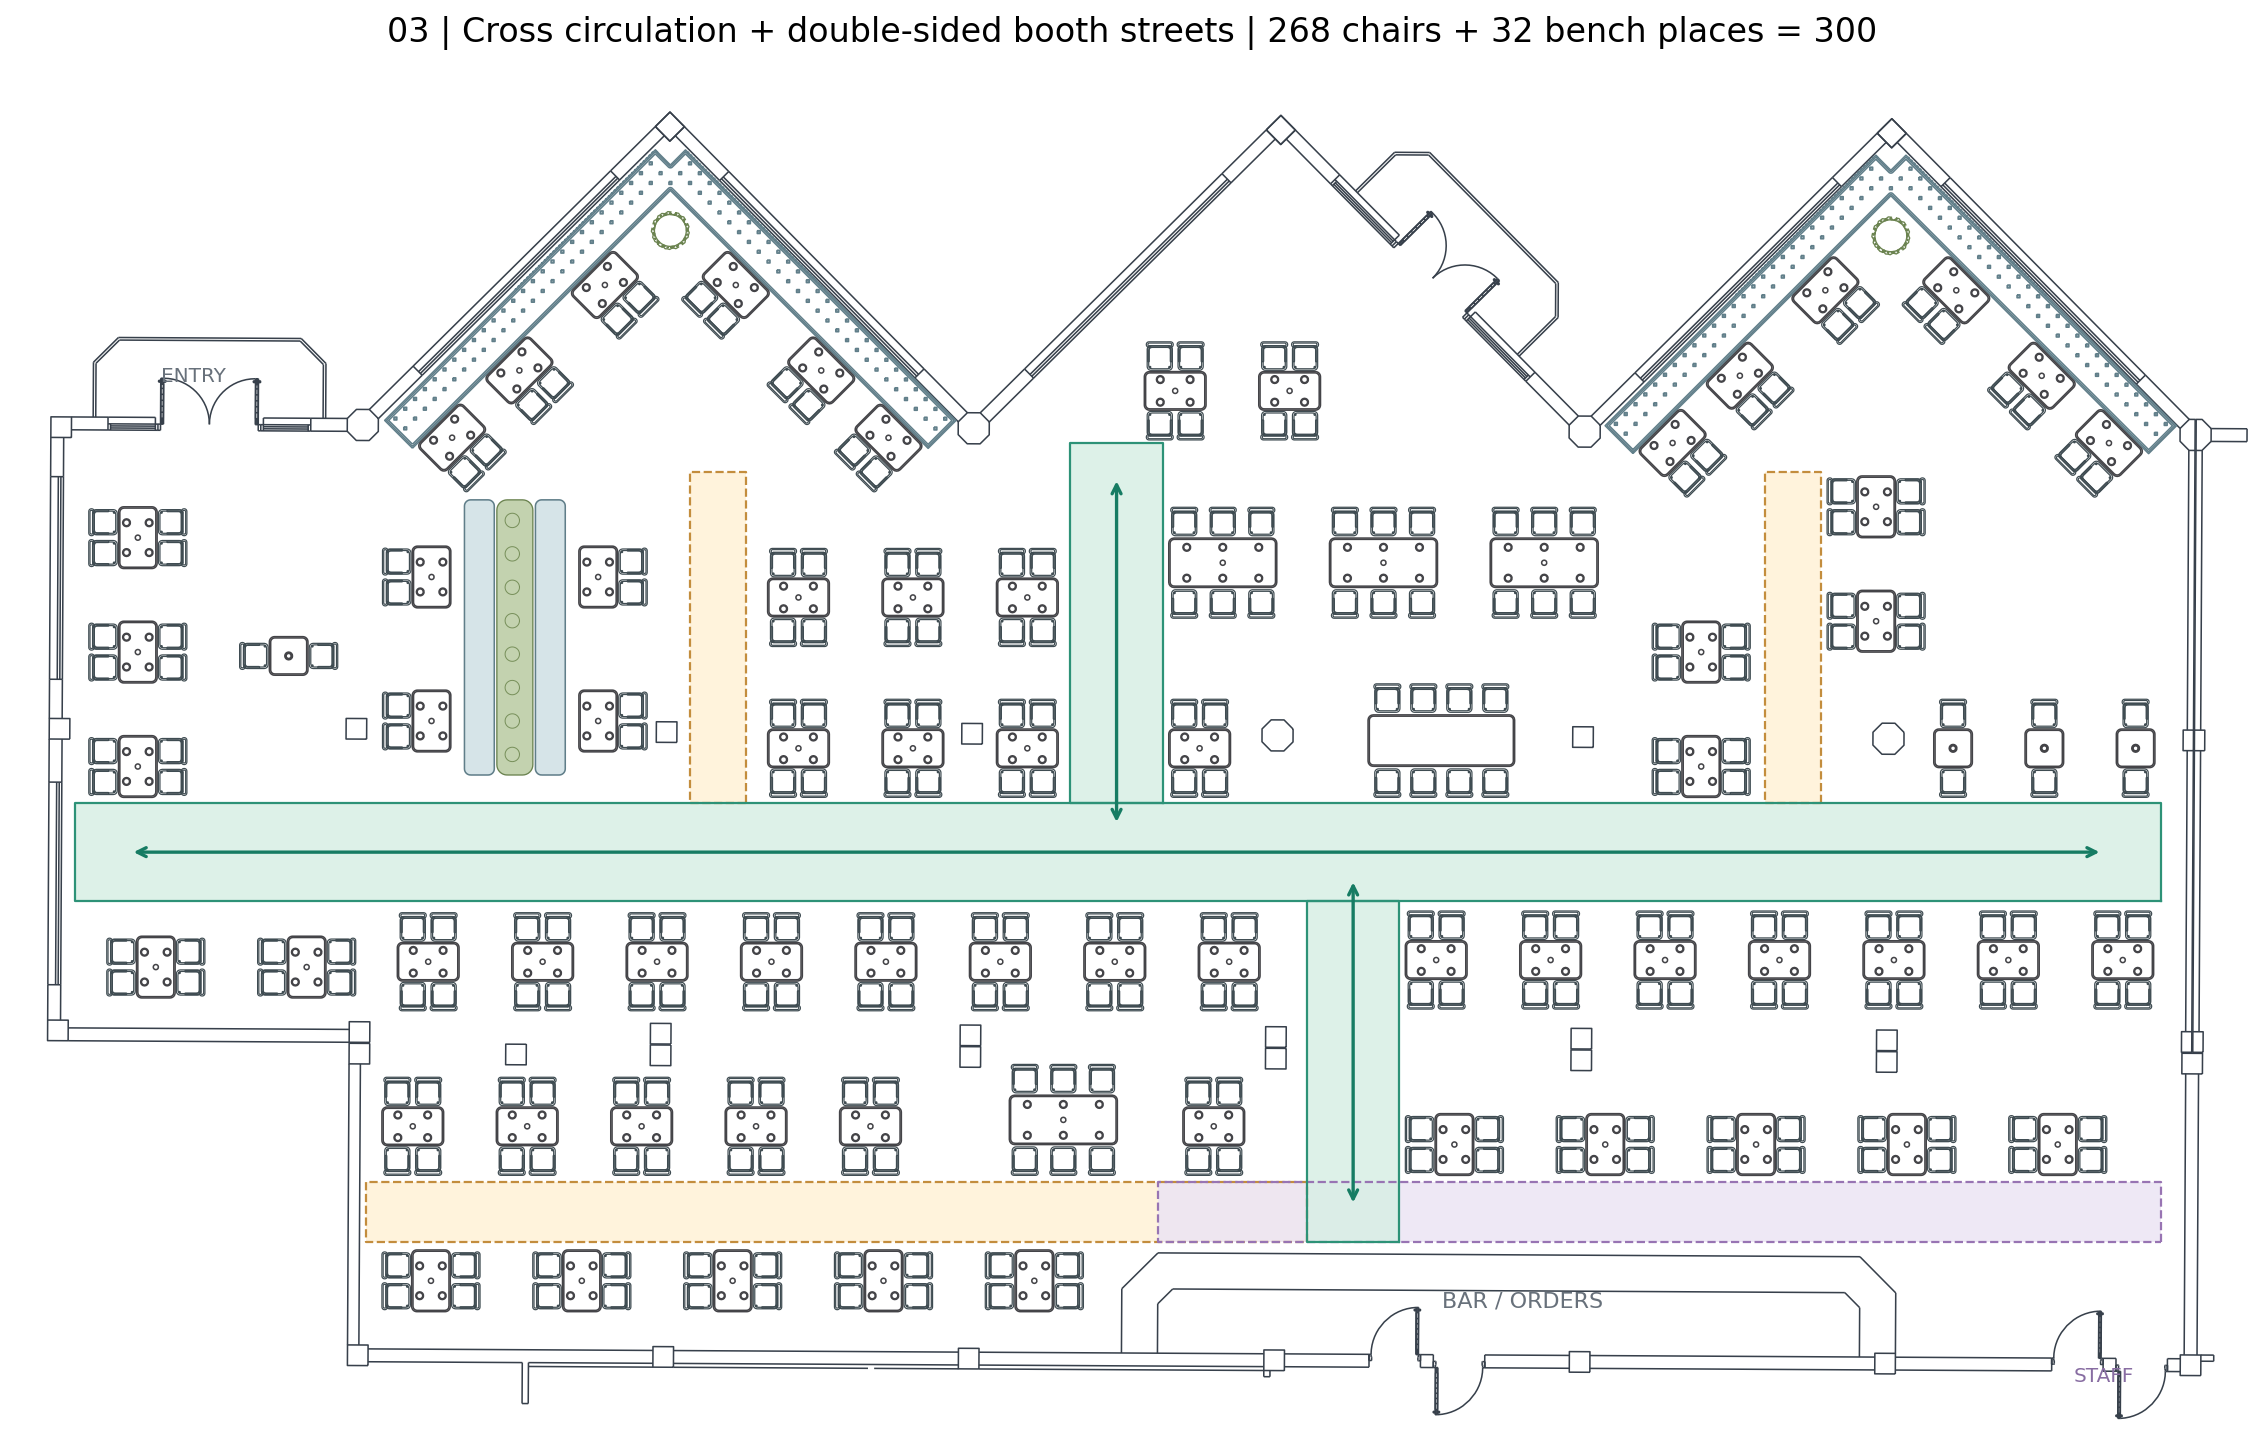 03 | Cross circulation + double-sided booth streets | 268 chairs + 32 bench places = 300
ENTRY
BAR / ORDERS
STAFF